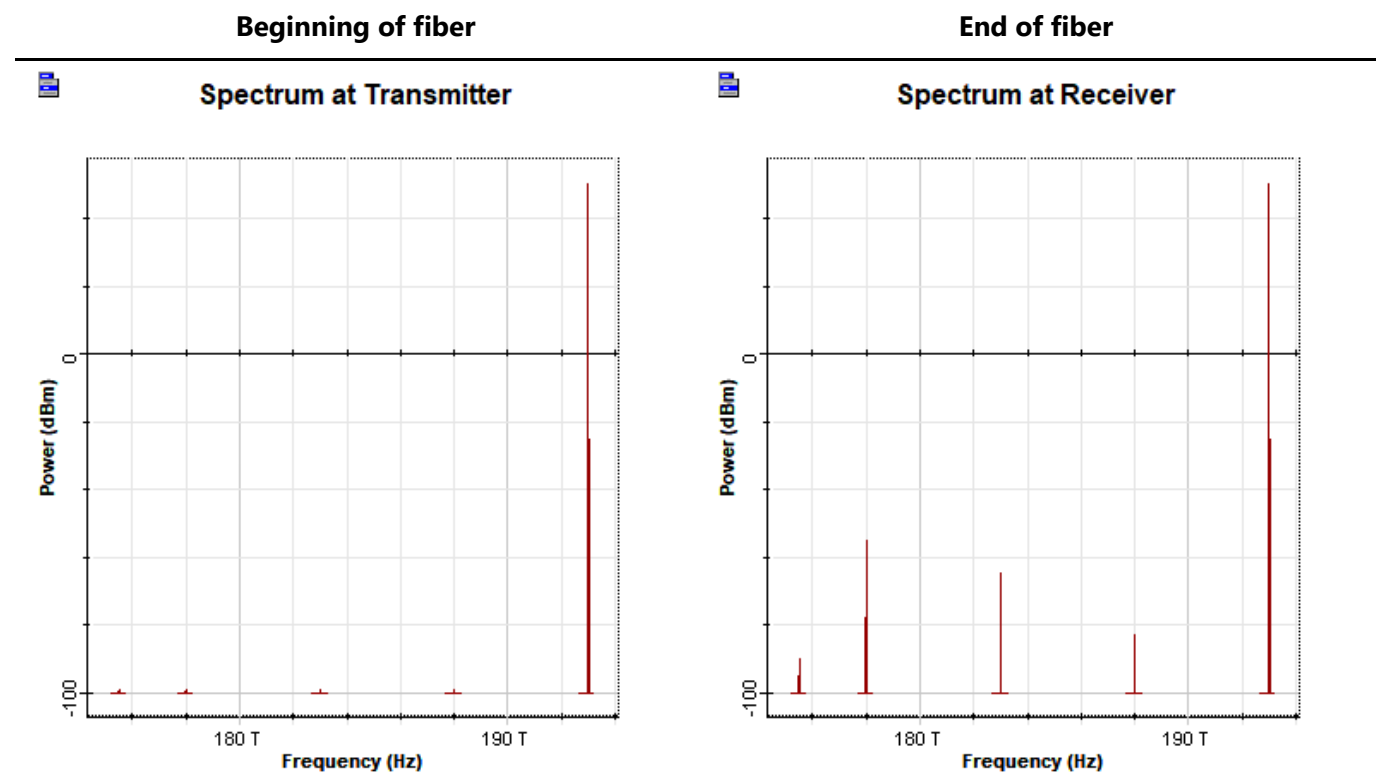 Beginning of fiber
End of fiber
Spectrum at Transmitter
Spectrum at Receiver
Power (dBm)
0
-100
180 T
190 T
Frequency (Hz)
Power (dBm)
0
-100
180 T
190 T
Frequency (Hz)